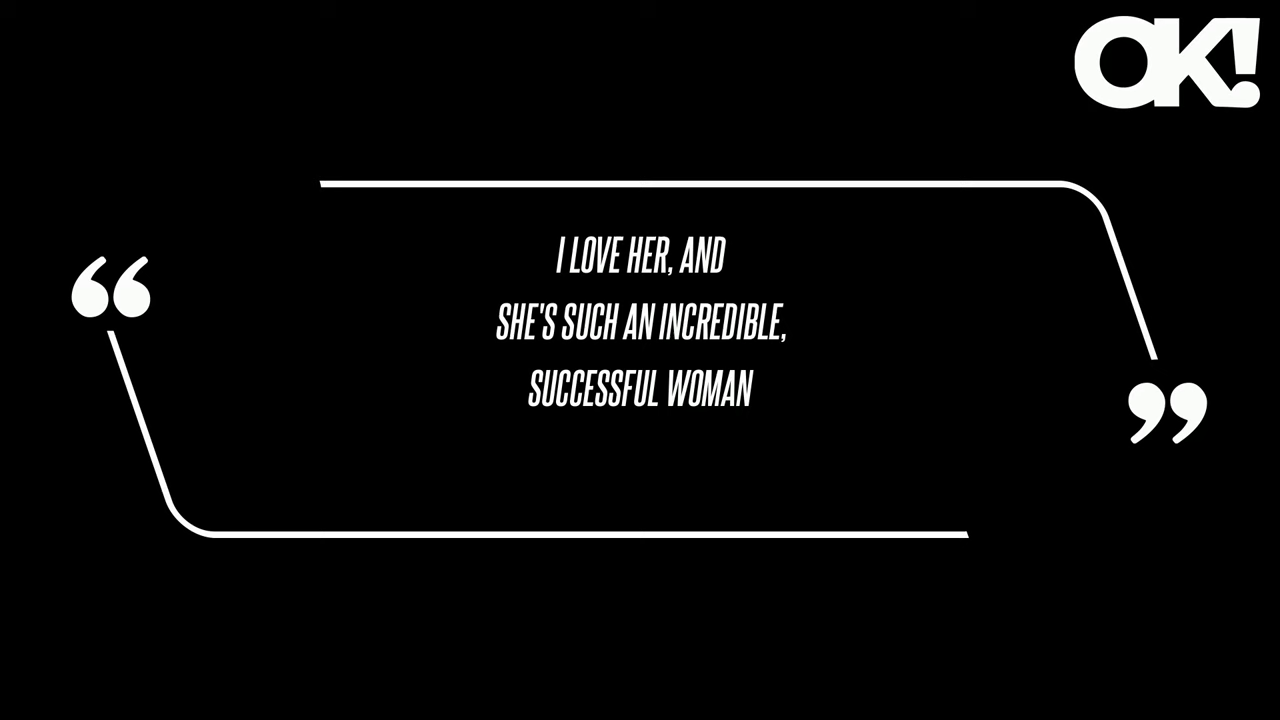 OK!
“
I LOVE HER, AND
SHE'S SUCH AN INCREDIBLE,
SUCCESSFUL WOMAN
”